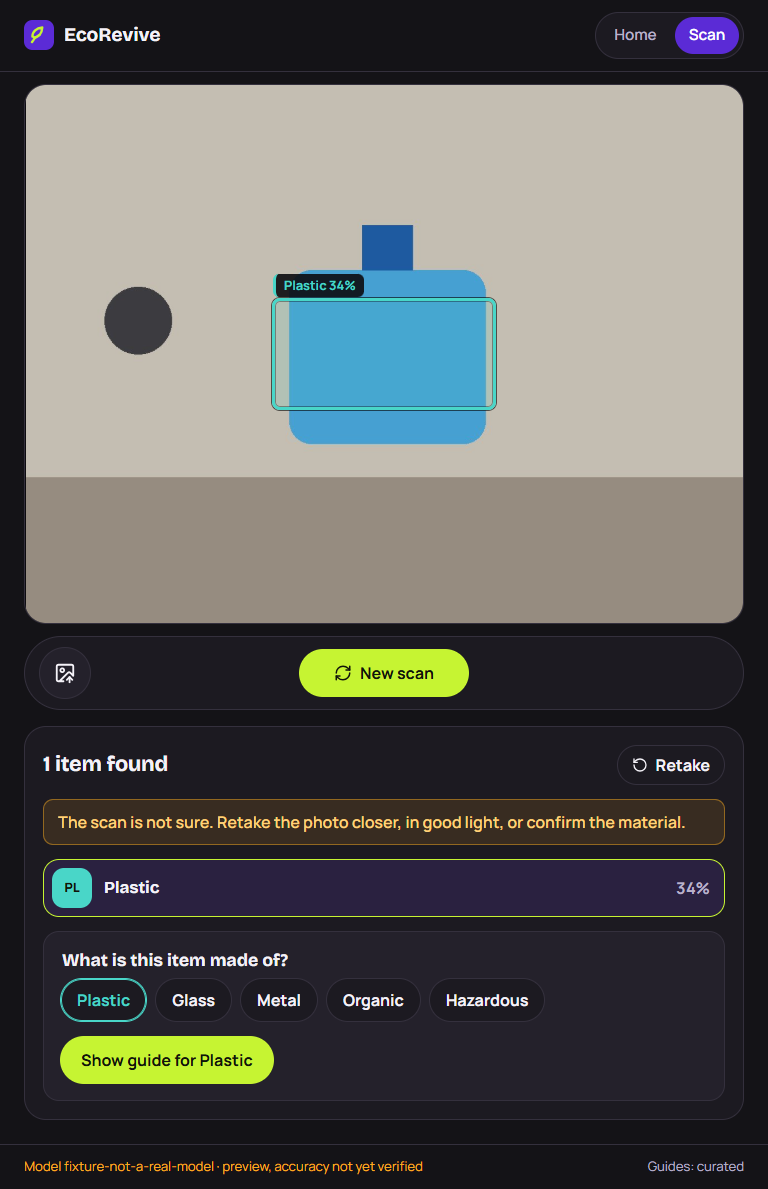 EcoRevive
Home
Scan
Plastic 34%
New scan
1 item found
Retake
The scan is not sure. Retake the photo closer, in good light, or confirm the material.
PL
Plastic
34%
What is this item made of?
Plastic
Glass
Metal
Organic
Hazardous
Show guide for Plastic
Model fixture-not-a-real-model · preview, accuracy not yet verified
Guides: curated